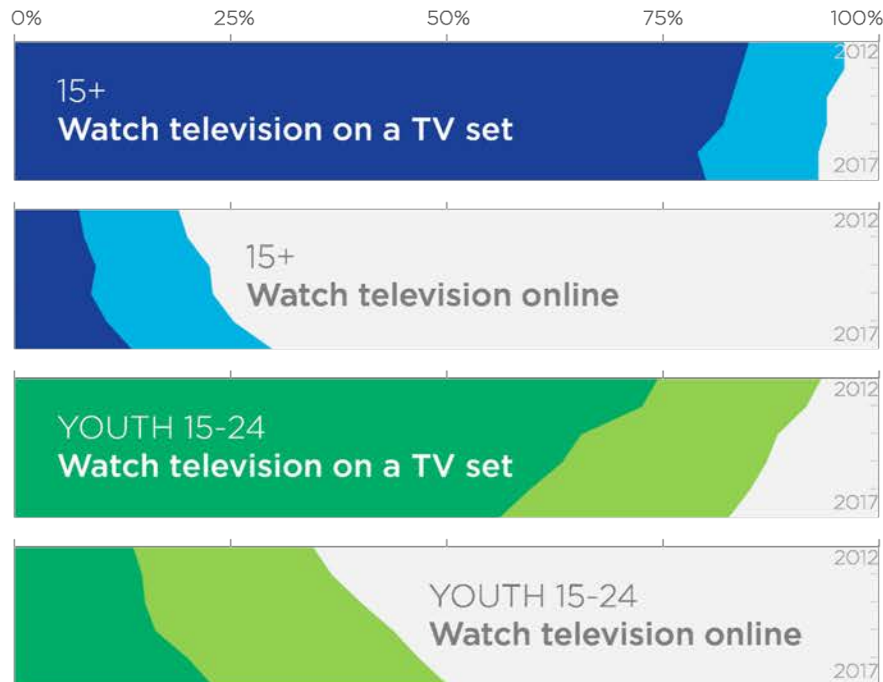 0% 25% 50% 75% 100%
2012
15+
Watch television on a TV set
2017
2012
15+
Watch television online
2017
2012
YOUTH 15-24
Watch television on a TV set
2017
2012
YOUTH 15-24
Watch television online
2017